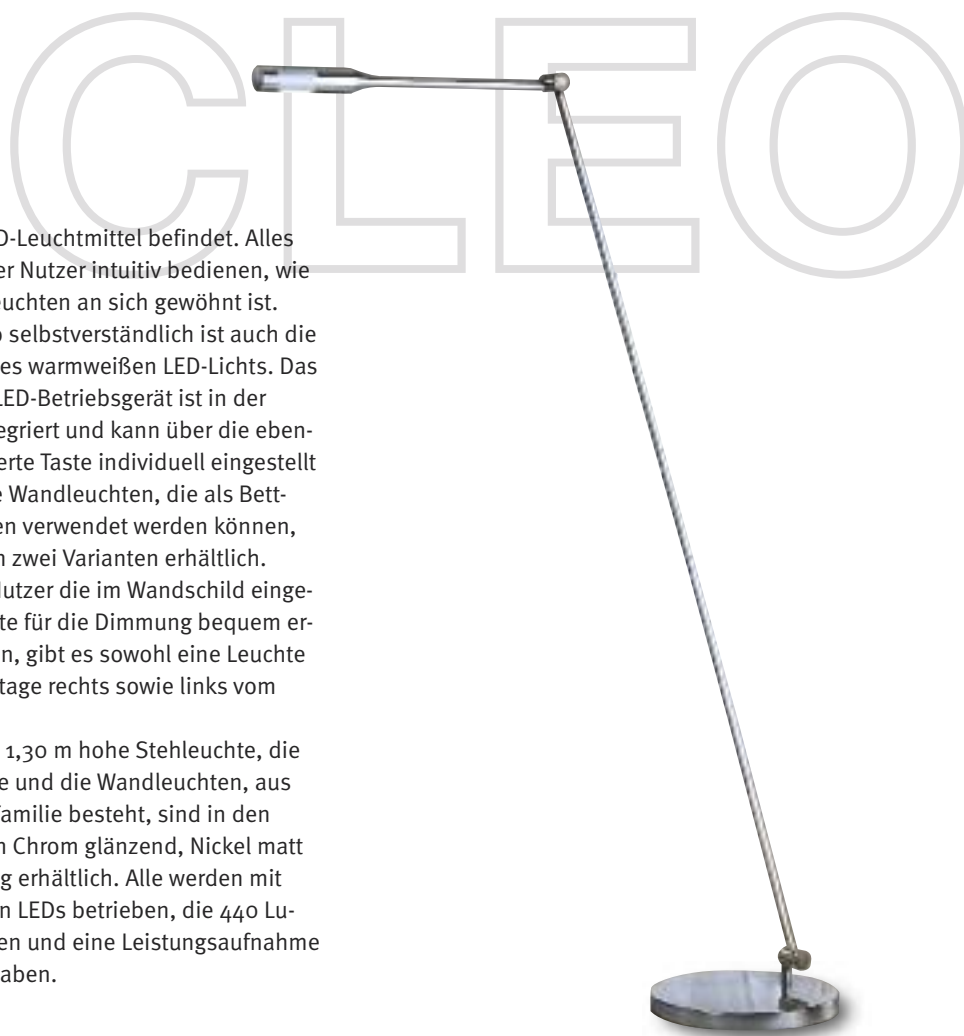 CLEO
D-Leuchtmittel befindet. Alles
er Nutzer intuitiv bedienen, wie
euchten an sich gewöhnt ist.
o selbstverständlich ist auch die
es warmweißen LED-Lichts. Das
LED-Betriebsgerät ist in der
egriert und kann über die eben-
erte Taste individuell eingestellt
e Wandleuchten, die als Bett-
en verwendet werden können,
n zwei Varianten erhältlich.
Nutzer die im Wandschild einge-
te für die Dimmung bequem er-
n, gibt es sowohl eine Leuchte
tage rechts sowie links vom
1,30 m hohe Stehleuchte, die
e und die Wandleuchten, aus
Familie besteht, sind in den
n Chrom glänzend, Nickel matt
g erhältlich. Alle werden mit
n LEDs betrieben, die 440 Lu-
en und eine Leistungsaufnahme
aben.